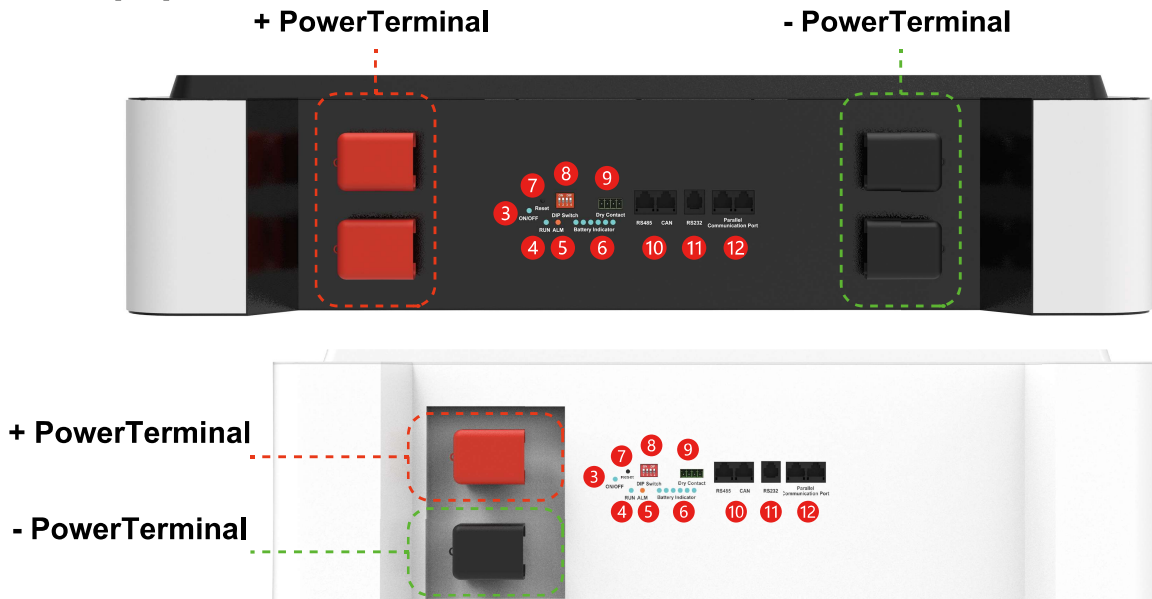 + PowerTerminal
- PowerTerminal
7
8
9
3
Reset
ON/OFF
DIP Switch
Dry Contact
RUN ALM
Battery Indicator
RS485 CAN
RS232
Parallel
Communication Port
4
5
6
10
11
12
+ PowerTerminal
- PowerTerminal
7
8
9
3
Reset
ON/OFF
DIP Switch
Dry Contact
RUN ALM
Battery Indicator
RS485 CAN
RS232
Parallel
Communication Port
4
5
6
10
11
12